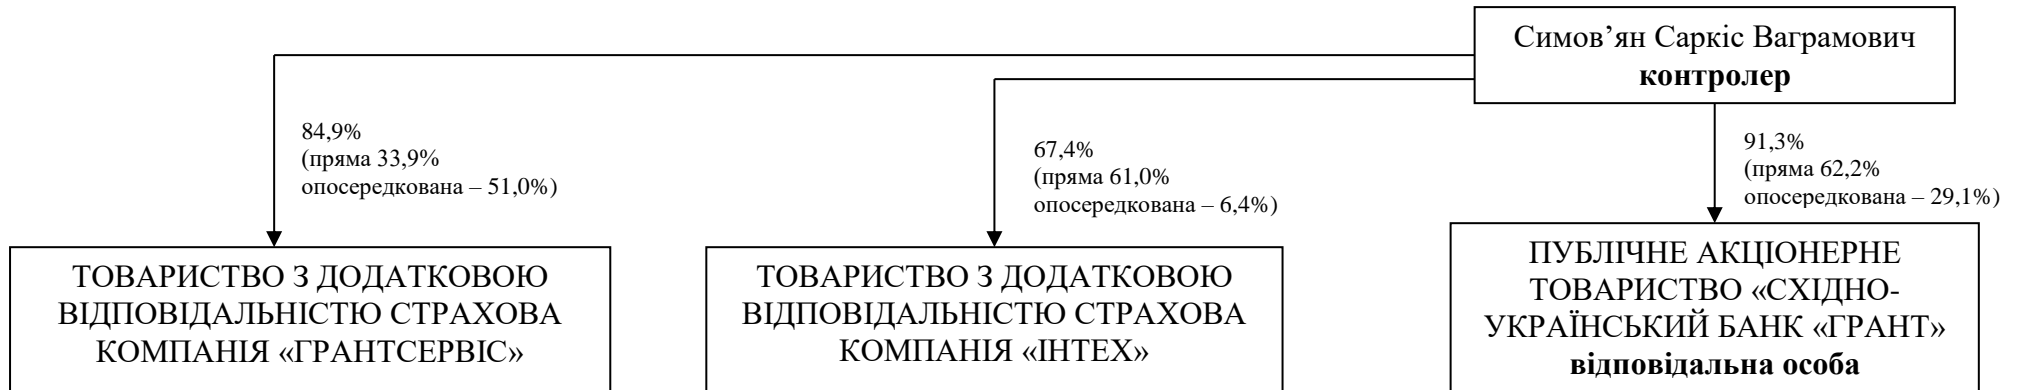 Симов’ян Саркіс Ваграмович
контролер
84,9%
(пряма 33,9%
опосередкована – 51,0%)
67,4%
(пряма 61,0%
опосередкована – 6,4%)
91,3%
(пряма 62,2%
опосередкована – 29,1%)
ТОВАРИСТВО З ДОДАТКОВОЮ
ВІДПОВІДАЛЬНІСТЮ СТРАХОВА
КОМПАНІЯ «ГРАНТСЕРВІС»
ТОВАРИСТВО З ДОДАТКОВОЮ
ВІДПОВІДАЛЬНІСТЮ СТРАХОВА
КОМПАНІЯ «ІНТЕХ»
ПУБЛІЧНЕ АКЦІОНЕРНЕ
ТОВАРИСТВО «СХІДНО-
УКРАЇНСЬКИЙ БАНК «ГРАНТ»
відповідальна особа